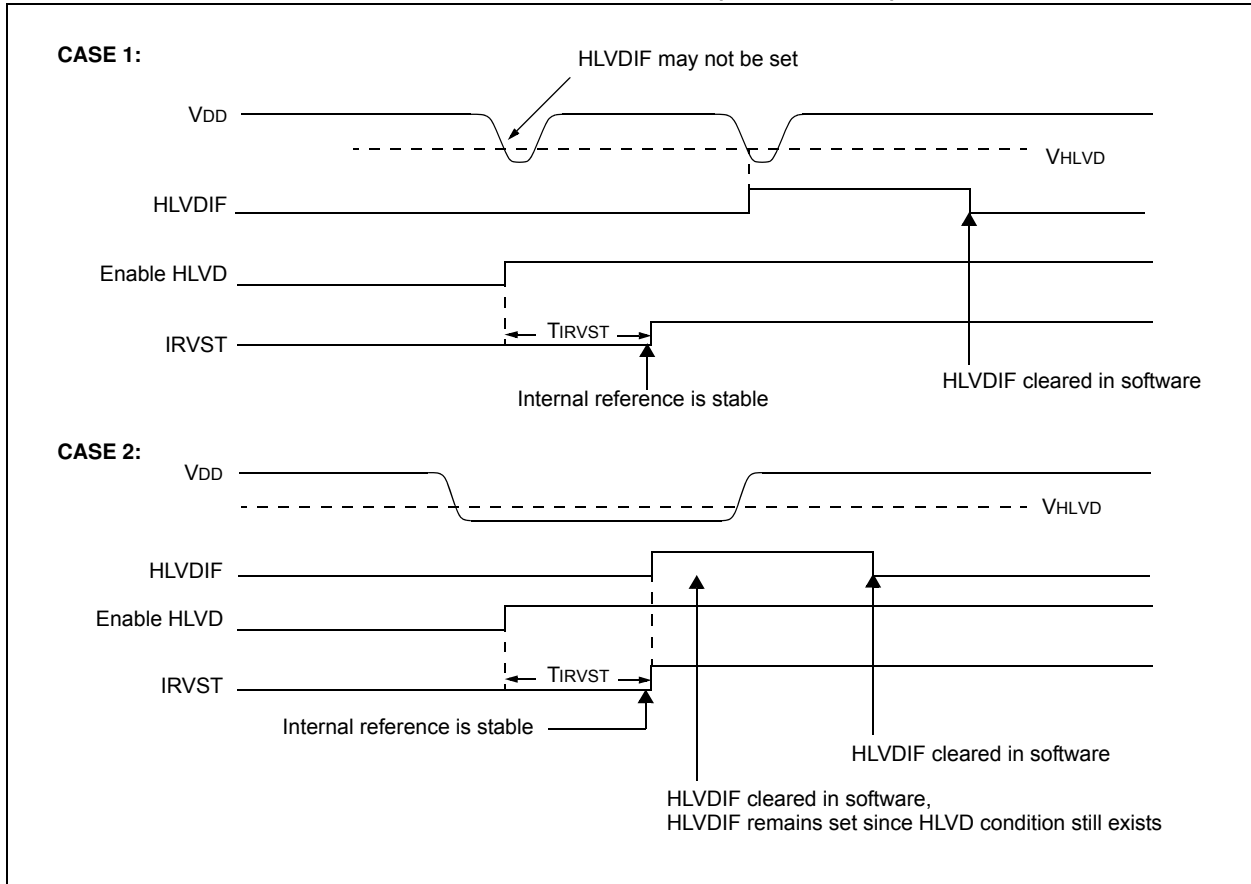 CASE 1:
HLVDIF may not be set
VDD
VHLVD
HLVDIF
Enable HLVD
TIRVST
IRVST
HLVDIF cleared in software
Internal reference is stable
CASE 2:
VDD
VHLVD
HLVDIF
Enable HLVD
TIRVST
IRVST
Internal reference is stable
HLVDIF cleared in software
HLVDIF cleared in software,
HLVDIF remains set since HLVD condition still exists